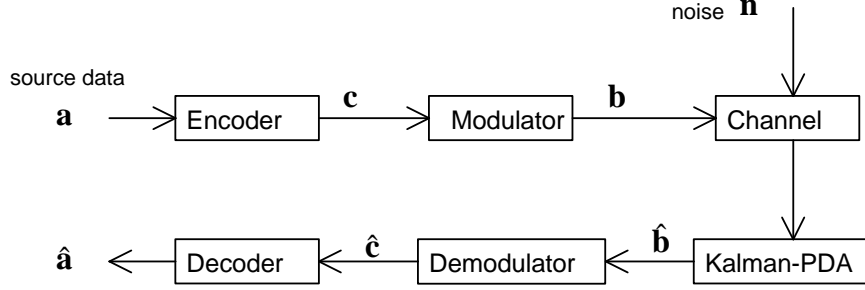 noise n
source data
a
Encoder
c
Modulator
b
Channel
â
Decoder
ĉ
Demodulator
b̂
Kalman-PDA